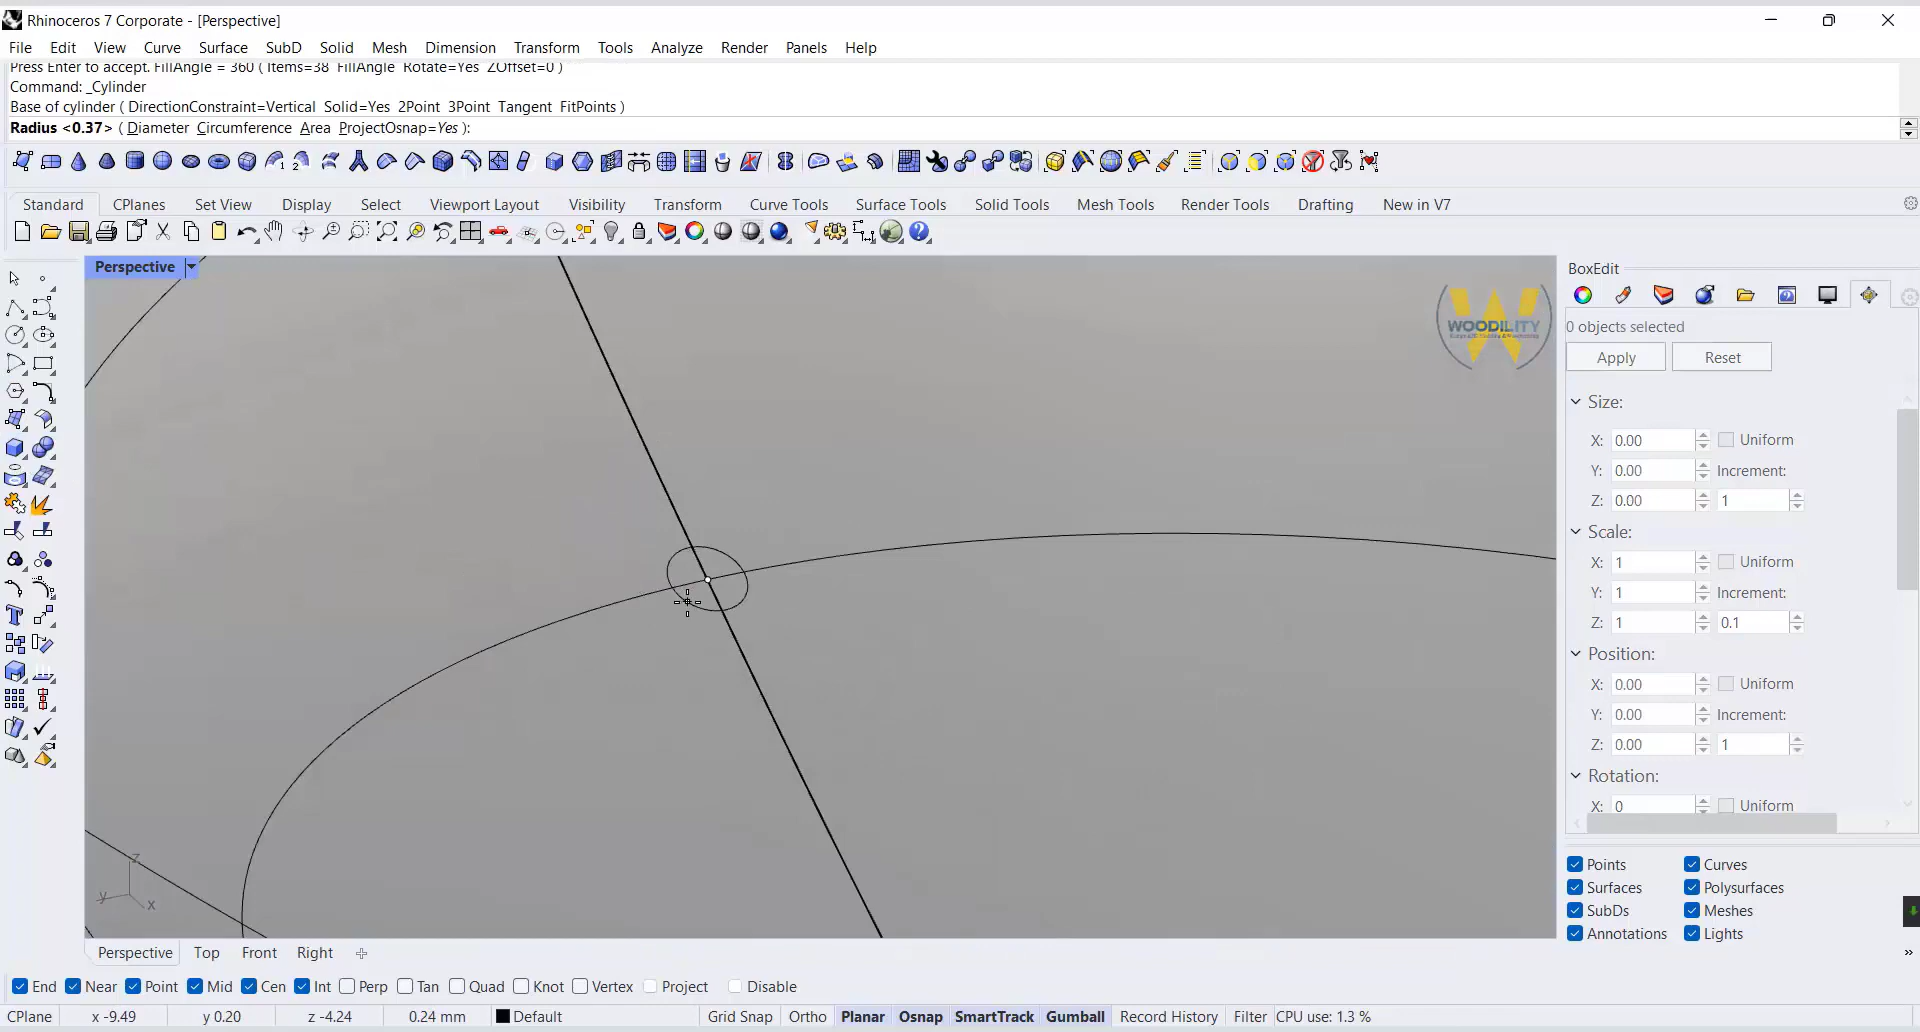 Rhinoceros 7 Corporate - [Perspective]
File Edit View Curve Surface SubD Solid Mesh Dimension Transform Tools Analyze Render Panels Help
Press Enter to accept. FillAngle = 360 ( Items=38 FillAngle Rotate=Yes ZOffset=0 )
Command: _Cylinder
Base of cylinder ( DirectionConstraint=Vertical Solid=Yes 2Point 3Point Tangent FitPoints )
Radius <0.37> ( Diameter Circumference Area ProjectOsnap=Yes ):
Standard CPlanes Set View Display Select Viewport Layout Visibility Transform Curve Tools Surface Tools Solid Tools Mesh Tools Render Tools Drafting New in V7
Perspective
WOODILITY
BoxEdit
0 objects selected
Apply Reset
Size:
X: 0.00 Uniform
Y: 0.00 Increment:
Z: 0.00 1
Scale:
X: 1 Uniform
Y: 1 Increment:
Z: 1 0.1
Position:
X: 0.00 Uniform
Y: 0.00 Increment:
Z: 0.00 1
Rotation:
X: 0 Uniform
z
y
x
Points Curves
Surfaces Polysurfaces
SubDs Meshes
Annotations Lights
Perspective Top Front Right
End Near Point Mid Cen Int Perp Tan Quad Knot Vertex Project Disable
CPlane x -9.49 y 0.20 z -4.24 0.24 mm Default Grid Snap Ortho Planar Osnap SmartTrack Gumball Record History Filter CPU use: 1.3 %